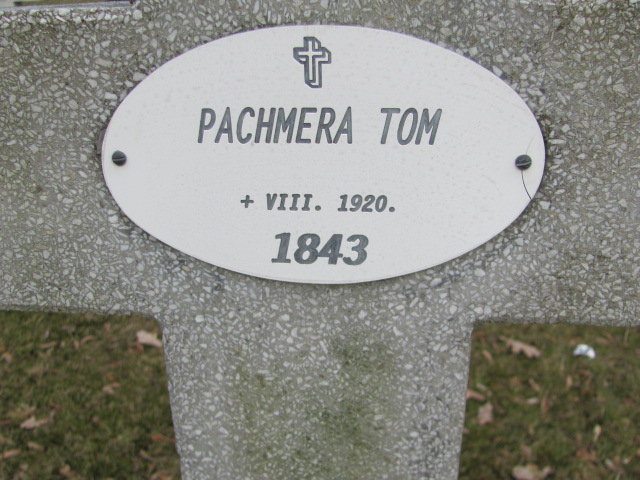 PACHMERA TOM
+ VIII. 1920.
1843